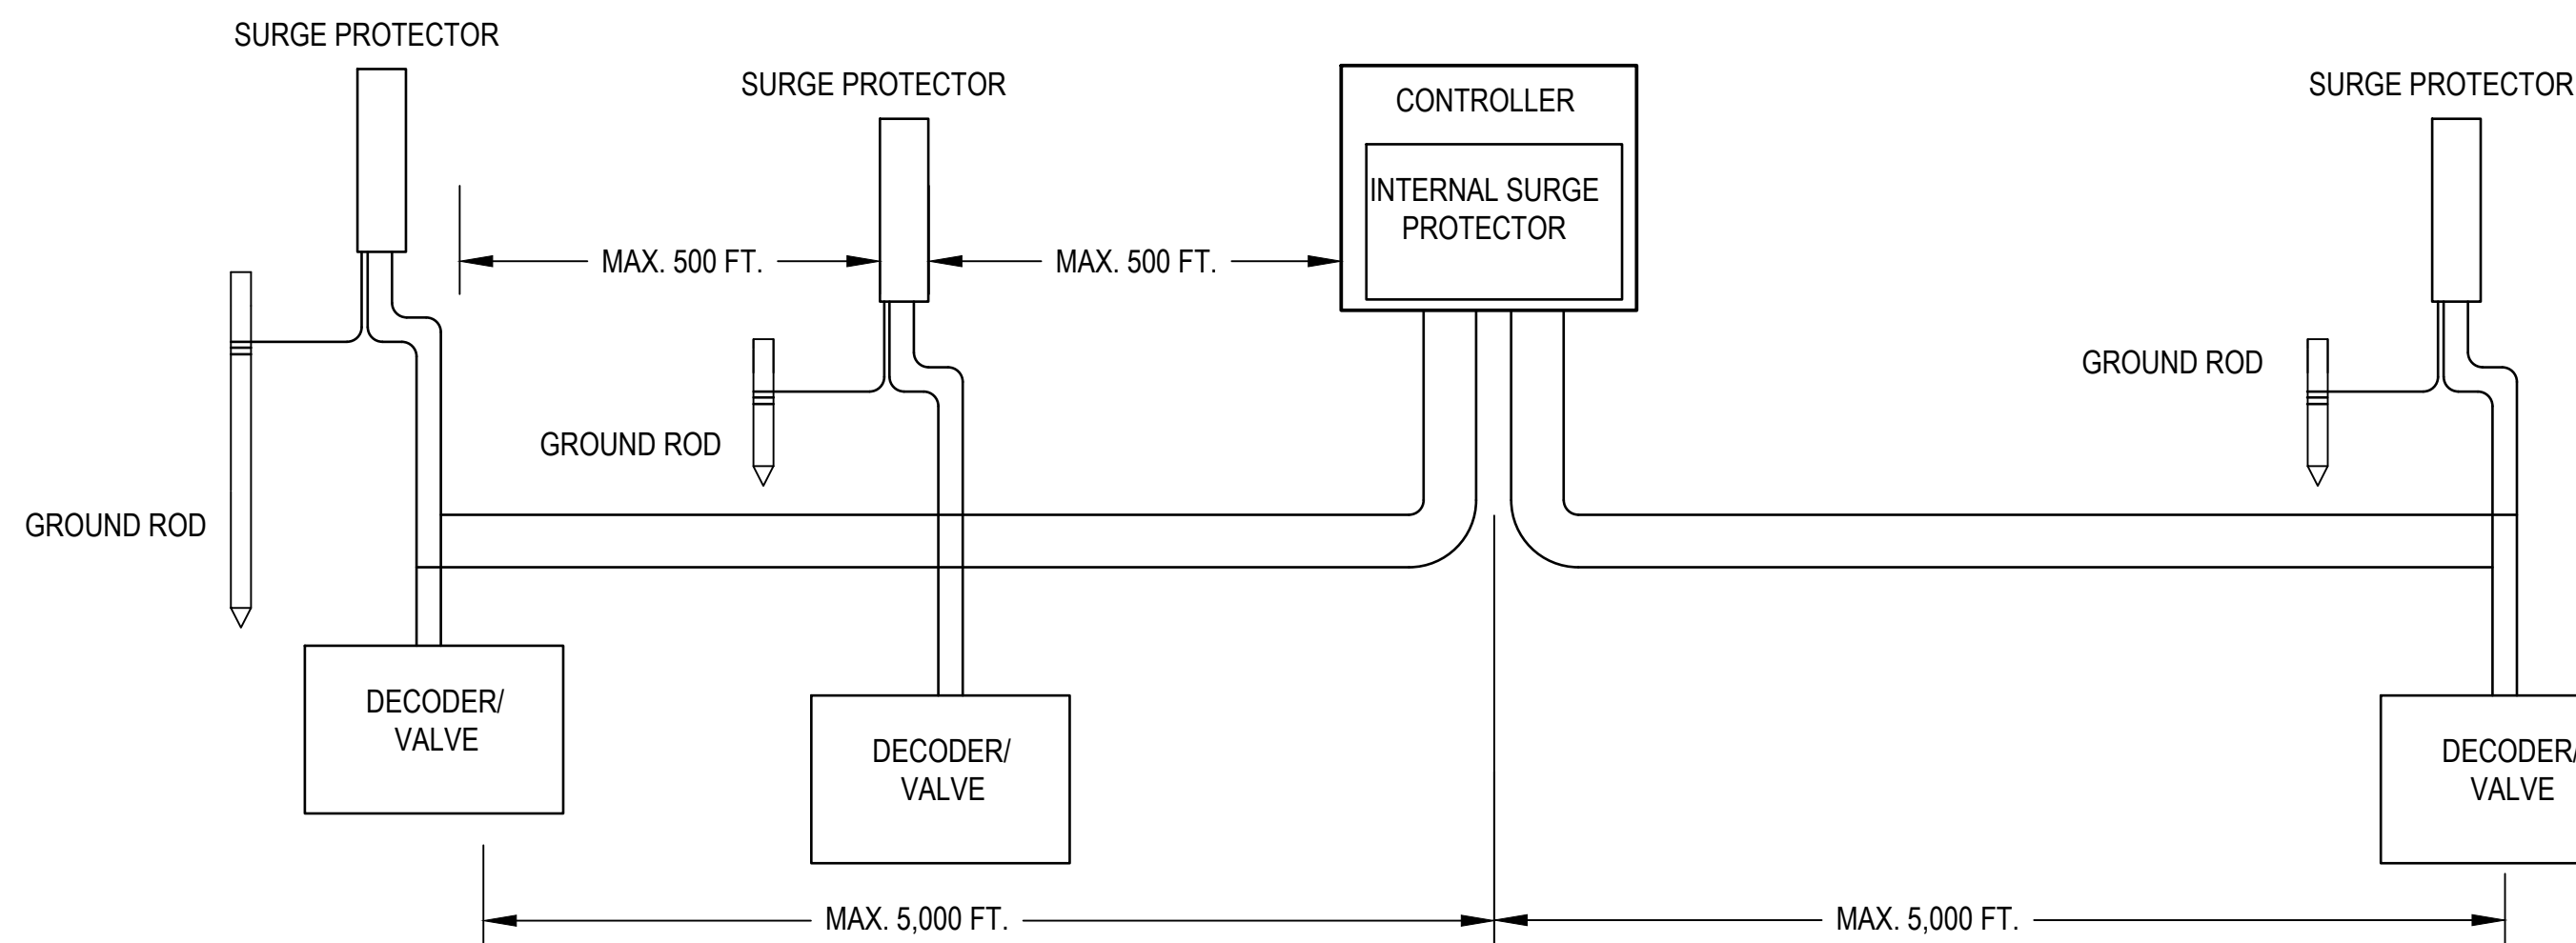 SURGE PROTECTOR
SURGE PROTECTOR
CONTROLLER
SURGE PROTECTOR
INTERNAL SURGE
PROTECTOR
MAX. 500 FT.
MAX. 500 FT.
GROUND ROD
GROUND ROD
GROUND ROD
DECODER/
VALVE
DECODER/
VALVE
DECODER/
VALVE
MAX. 5,000 FT.
MAX. 5,000 FT.